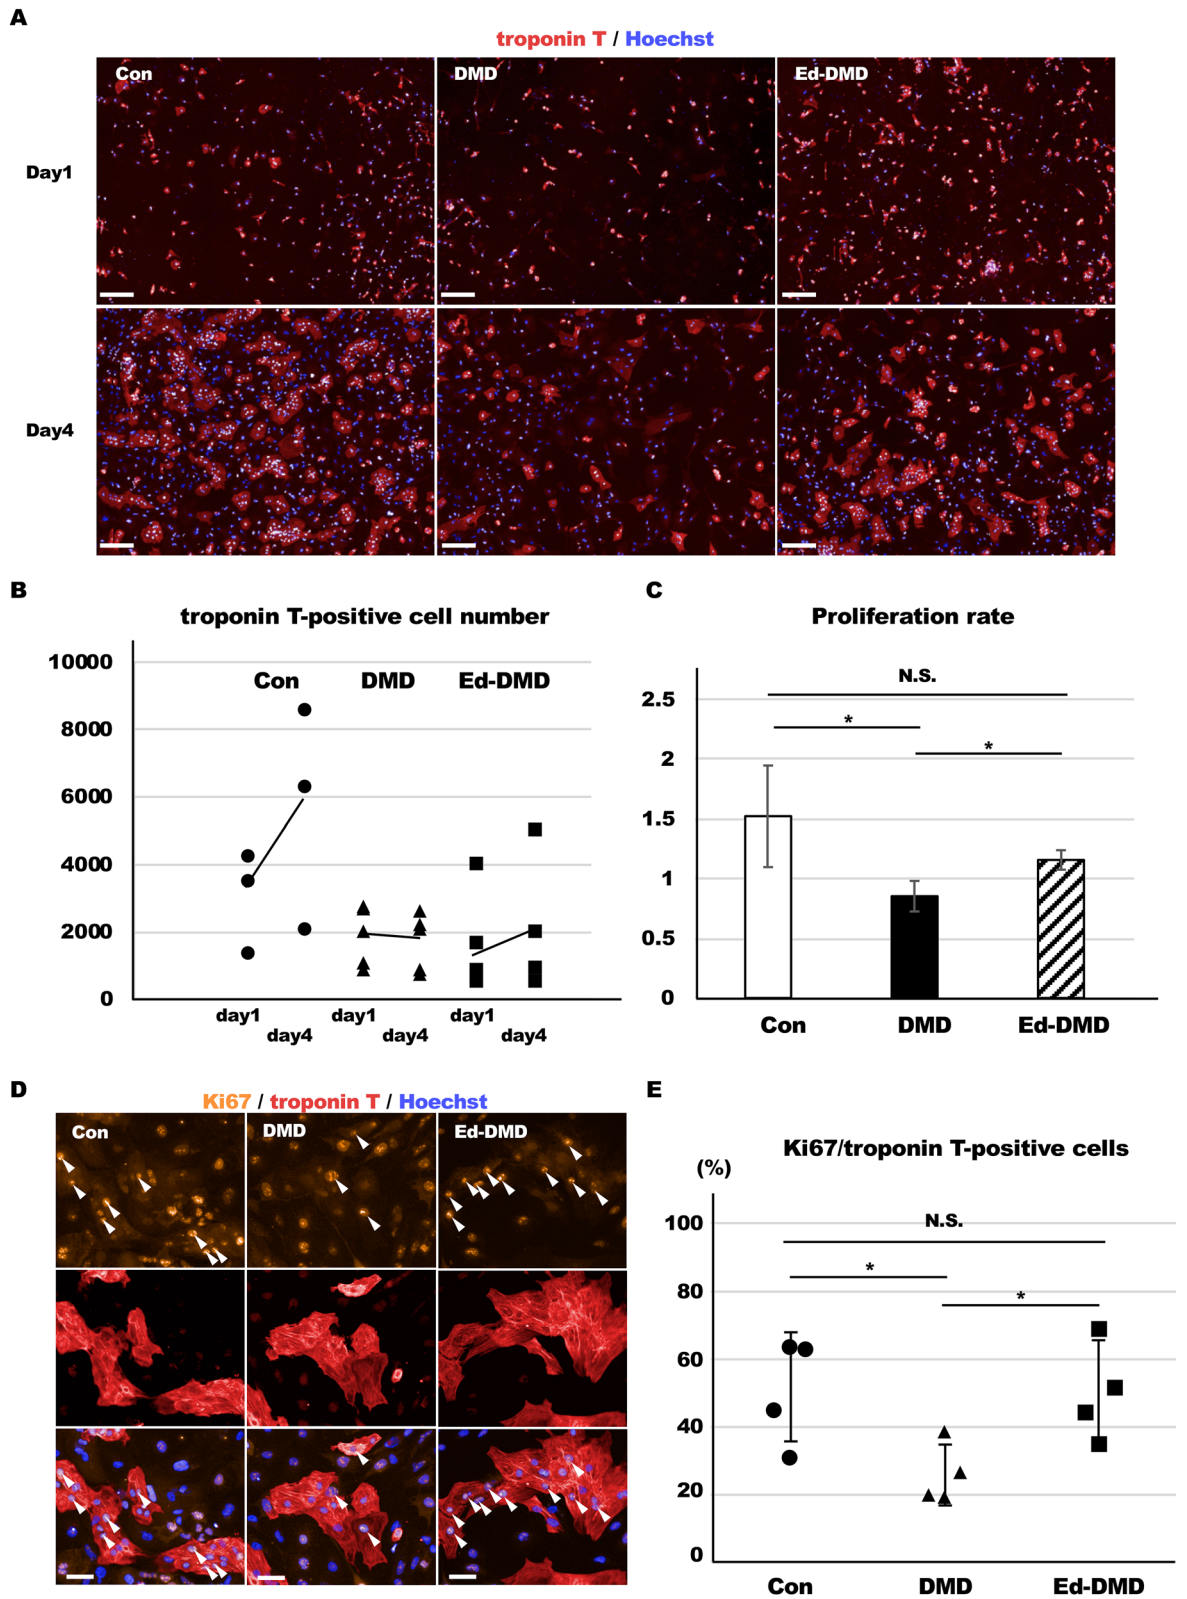 A
troponin T / Hoechst
Con
DMD
Ed-DMD
Day1
Day4
B
troponin T-positive cell number
10000
8000
6000
4000
2000
0
Con
DMD
Ed-DMD
day1
day4
day1
day4
day1
day4
C
Proliferation rate
N.S.
*
*
2.5
2
1.5
1
0.5
0
Con
DMD
Ed-DMD
D
Ki67 / troponin T / Hoechst
Con
DMD
Ed-DMD
E
Ki67/troponin T-positive cells
(%)
N.S.
*
*
100
80
60
40
20
0
Con
DMD
Ed-DMD